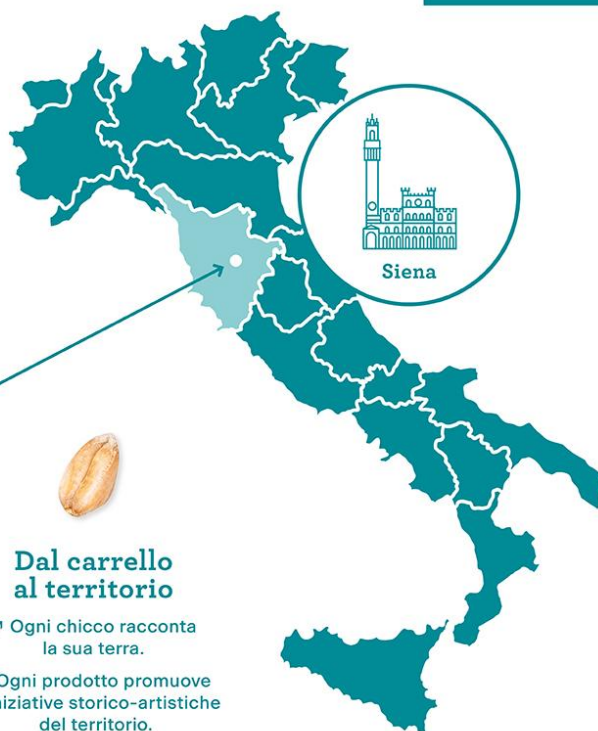 Siena
Dal carrello
al territorio
Ogni chicco racconta
la sua terra.
Ogni prodotto promuove
iniziative storico-artistiche
del territorio.